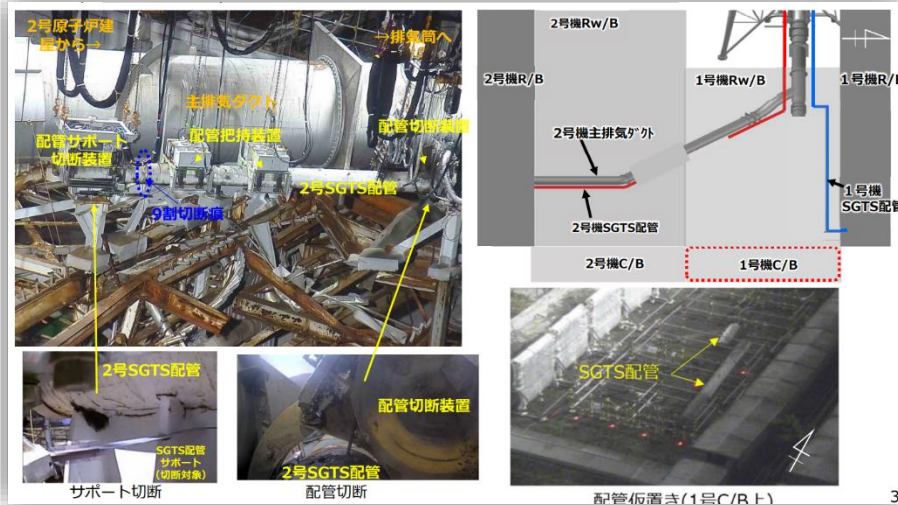 2号原子炉建
屋から→
→排気筒へ
主排気ダクト
配管サポート
切断装置
配管把持装置
配管切断装置
2号SGTS配管
9割切断痕
2号SGTS配管
SGTS配管
サポート
(切断対象)
サポート切断
配管切断装置
2号SGTS配管
配管切断
2号機Rw/B
2号機R/B
1号機Rw/B
1号機R/B
2号機主排気ダクト
2号機SGTS配管
1号機
SGTS配管
2号機C/B
1号機C/B
SGTS配管
配管仮置き(1号C/B上)
3